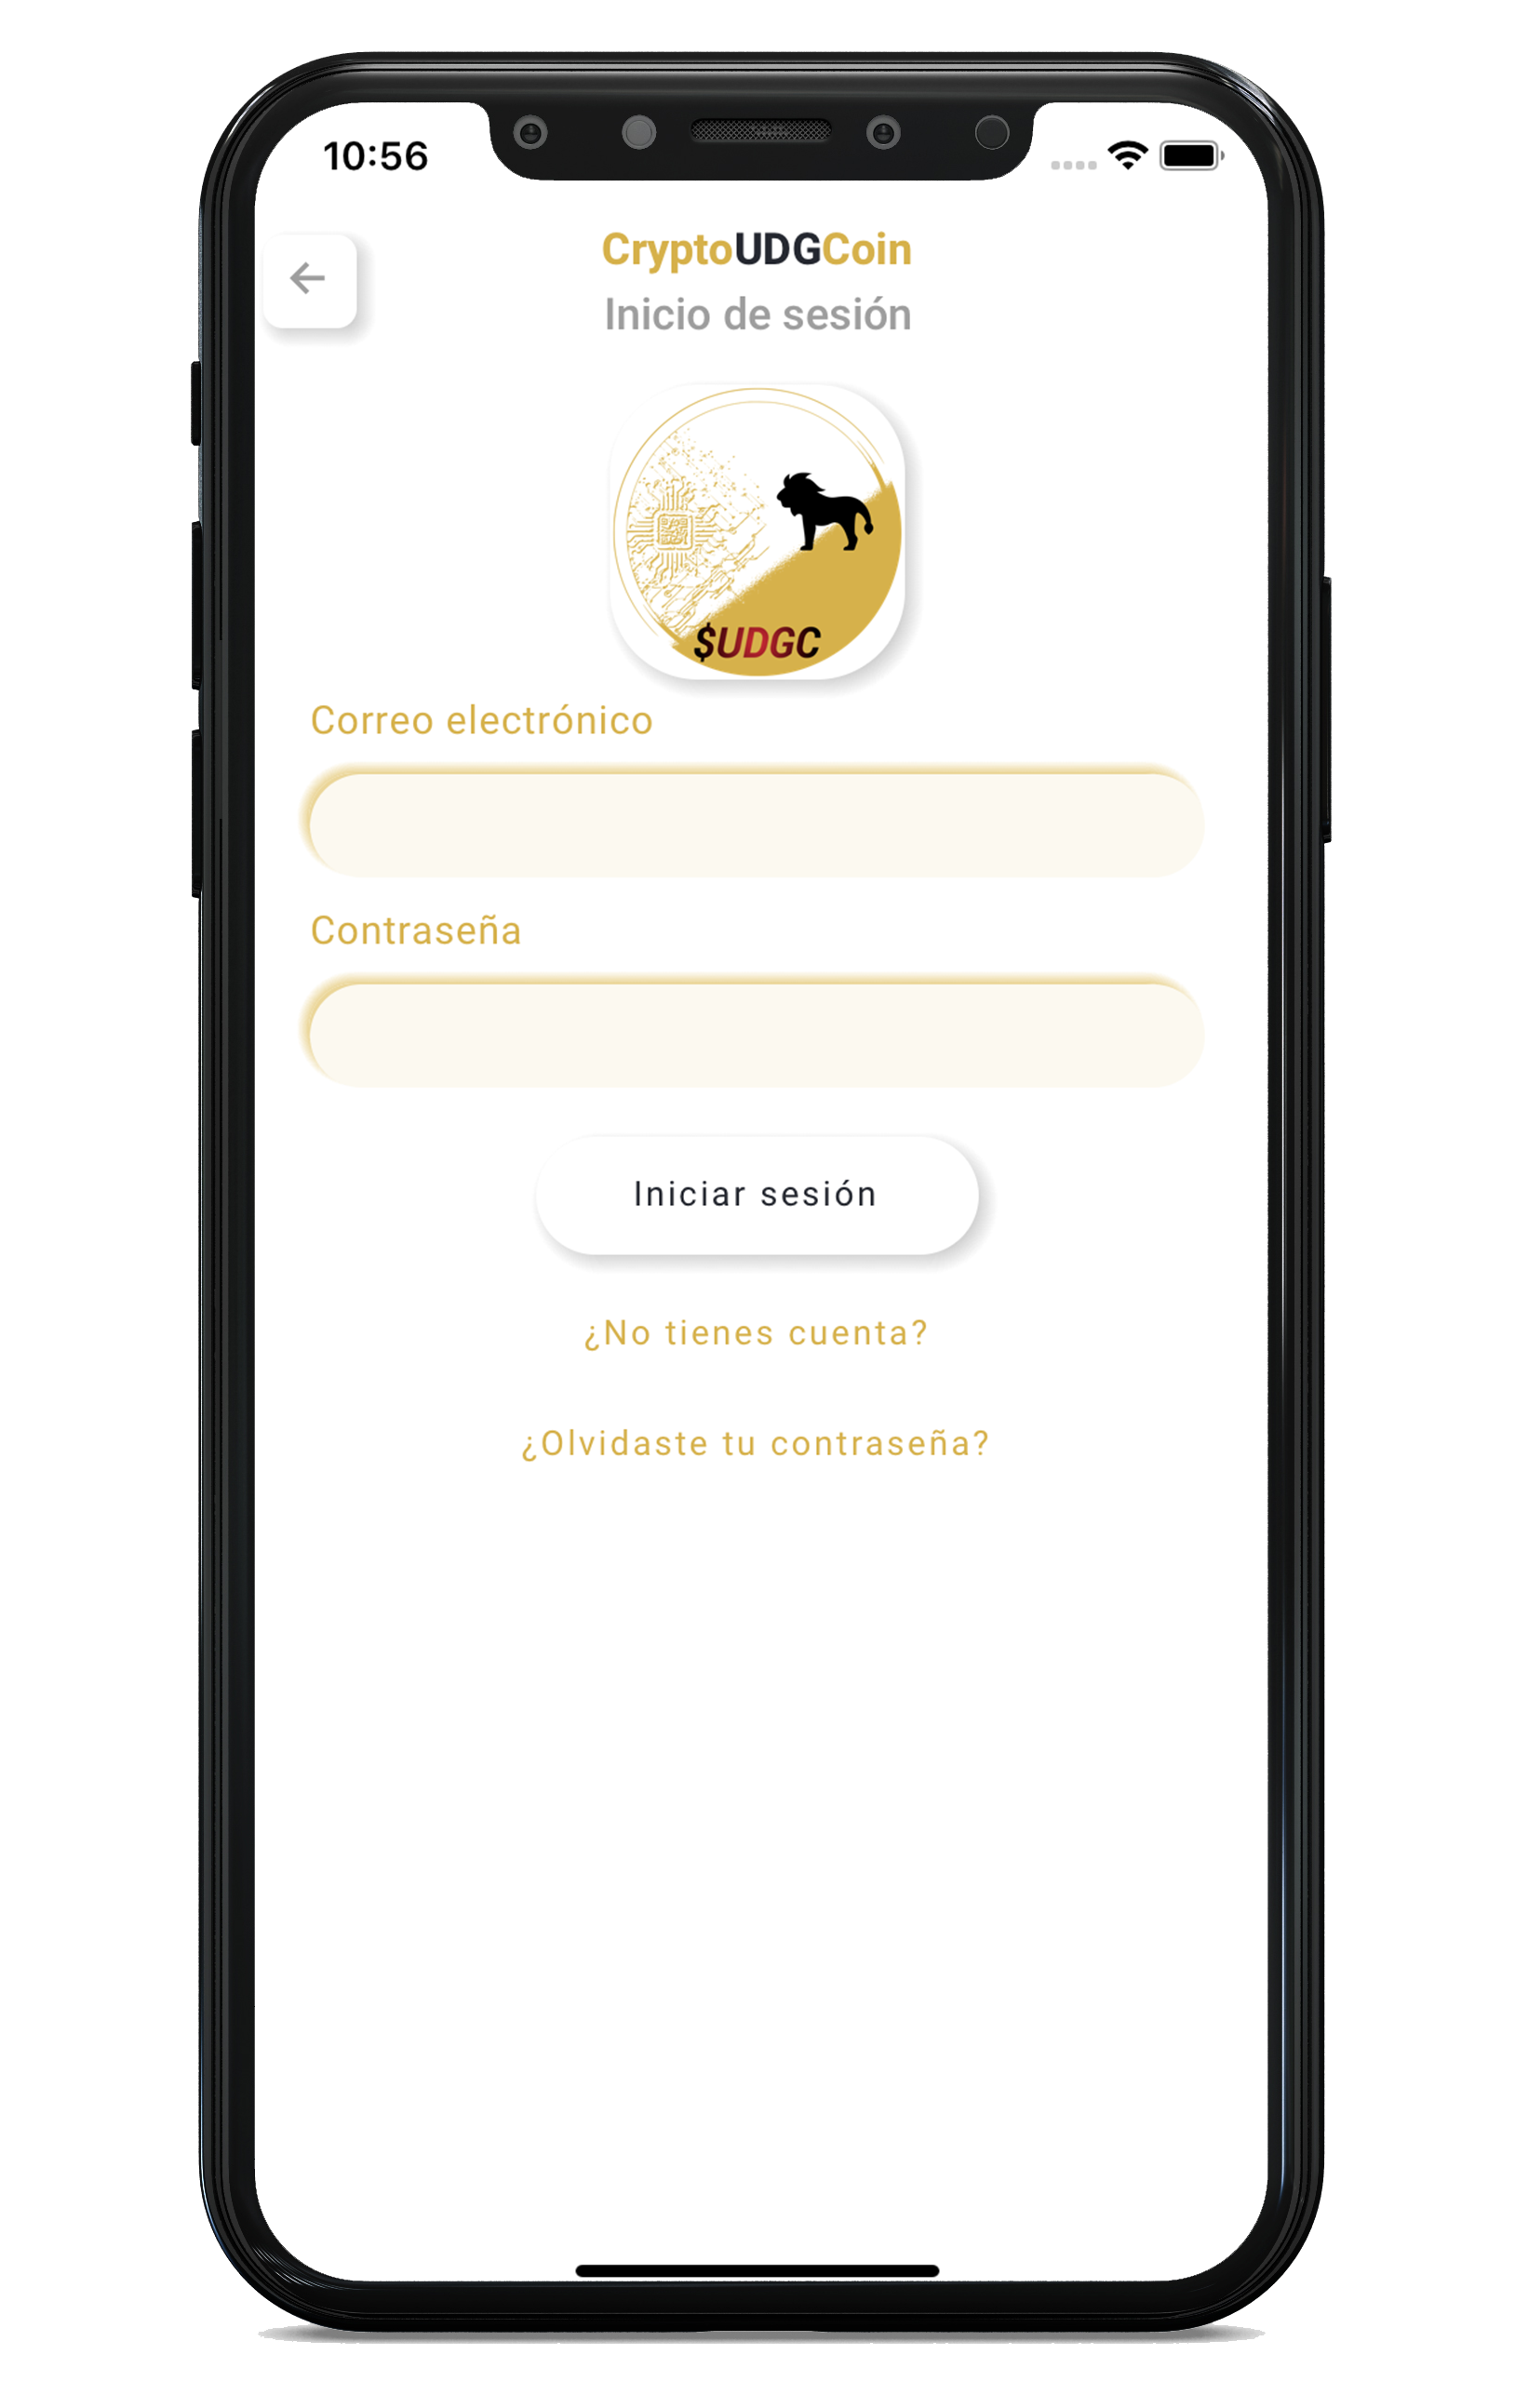 10:56
CryptoUDGCoin
Inicio de sesión
$UDGC
Correo electrónico
Contraseña
Iniciar sesión
¿No tienes cuenta?
¿Olvidaste tu contraseña?